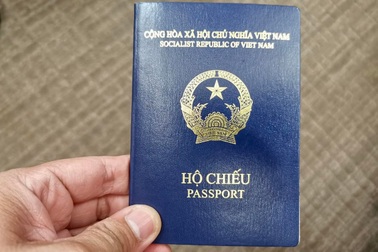 CỘNG HÒA XÃ HỘI CHỦ NGHĨA VIỆT NAM
SOCIALIST REPUBLIC OF VIET NAM
HỘ CHIẾU
PASSPORT